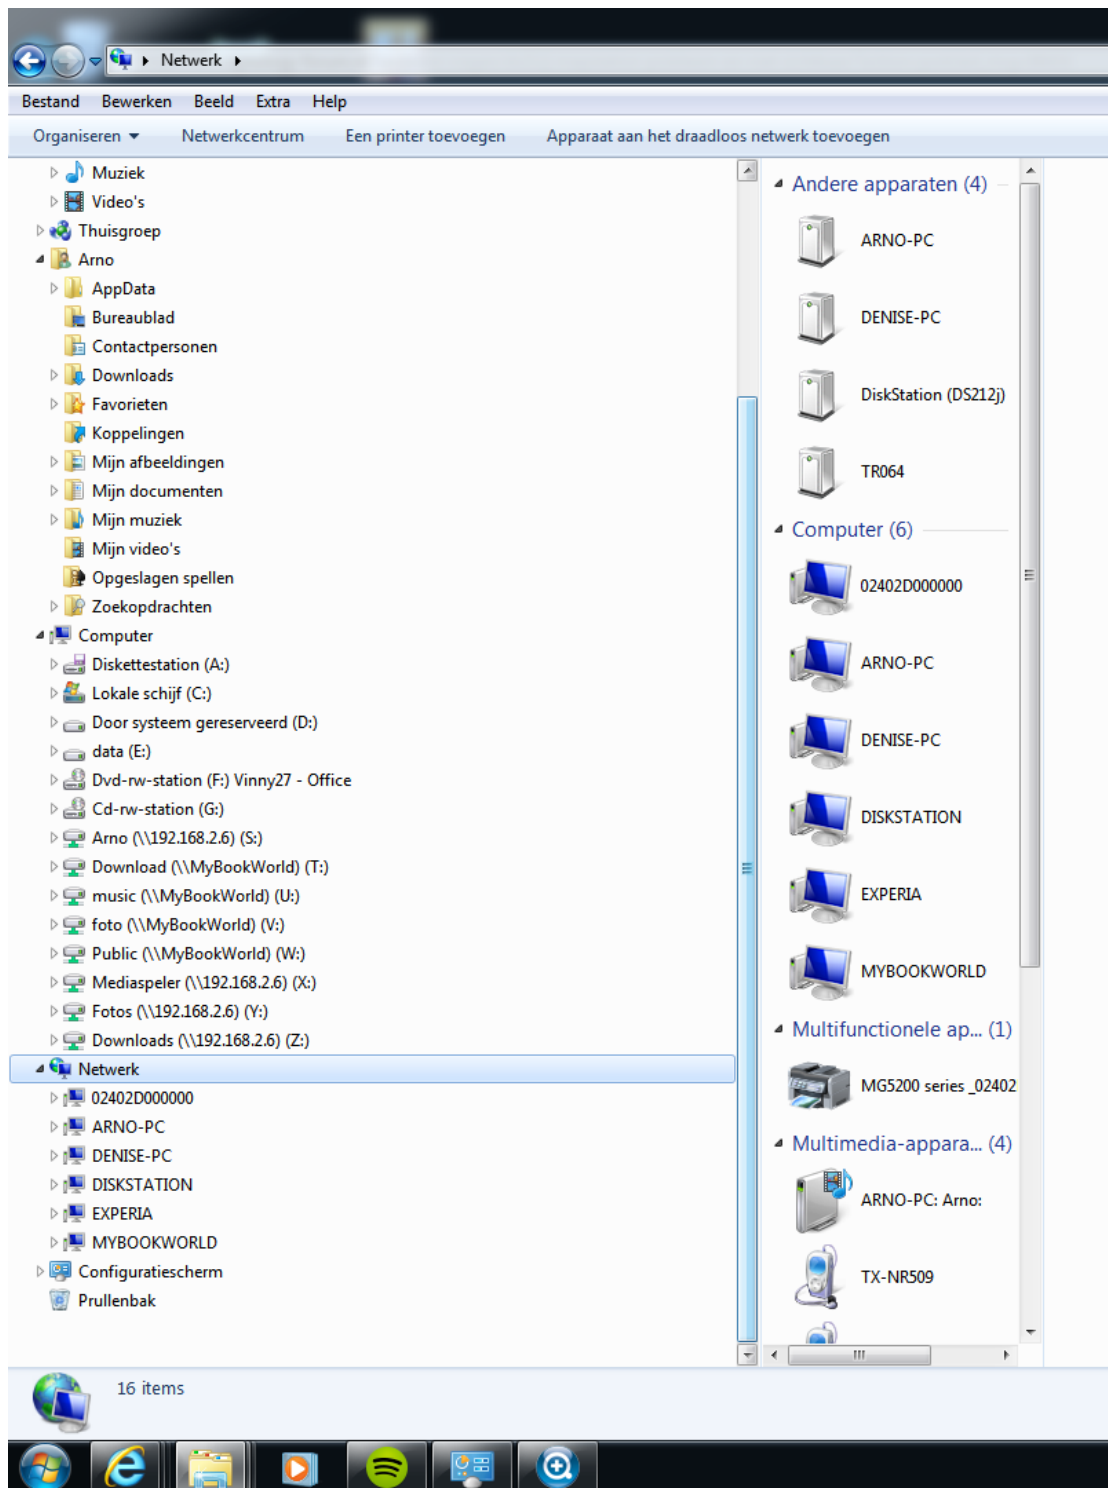 Netwerk
Bestand Bewerken Beeld Extra Help
Organiseren Netwerkcentrum Een printer toevoegen Apparaat aan het draadloos netwerk toevoegen
Muziek
Video's
Thuisgroep
Arno
AppData
Bureaublad
Contactpersonen
Downloads
Favorieten
Koppelingen
Mijn afbeeldingen
Mijn documenten
Mijn muziek
Mijn video's
Opgeslagen spellen
Zoekopdrachten
Computer
Diskettestation (A:)
Lokale schijf (C:)
Door systeem gereserveerd (D:)
data (E:)
Dvd-rw-station (F:) Vinny27 - Office
Cd-rw-station (G:)
Arno (\\192.168.2.6) (S:)
Download (\\MyBookWorld) (T:)
music (\\MyBookWorld) (U:)
foto (\\MyBookWorld) (V:)
Public (\\MyBookWorld) (W:)
Mediaspeler (\\192.168.2.6) (X:)
Fotos (\\192.168.2.6) (Y:)
Downloads (\\192.168.2.6) (Z:)
Netwerk
02402D000000
ARNO-PC
DENISE-PC
DISKSTATION
EXPERIA
MYBOOKWORLD
Configuratiescherm
Prullenbak
Andere apparaten (4)
ARNO-PC
DENISE-PC
DiskStation (DS212j)
TR064
Computer (6)
02402D000000
ARNO-PC
DENISE-PC
DISKSTATION
EXPERIA
MYBOOKWORLD
Multifunctionele ap... (1)
MG5200 series _02402
Multimedia-appara... (4)
ARNO-PC: Arno:
TX-NR509
16 items